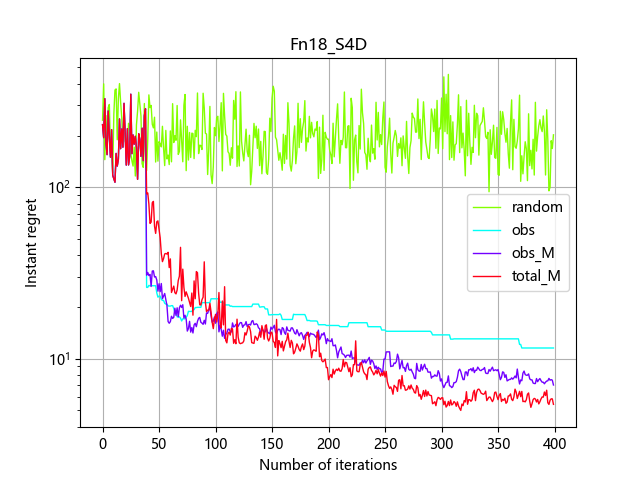 Fn18_S4D
Instant regret
10²
10¹
random
obs
obs_M
total_M
0 50 100 150 200 250 300 350 400
Number of iterations